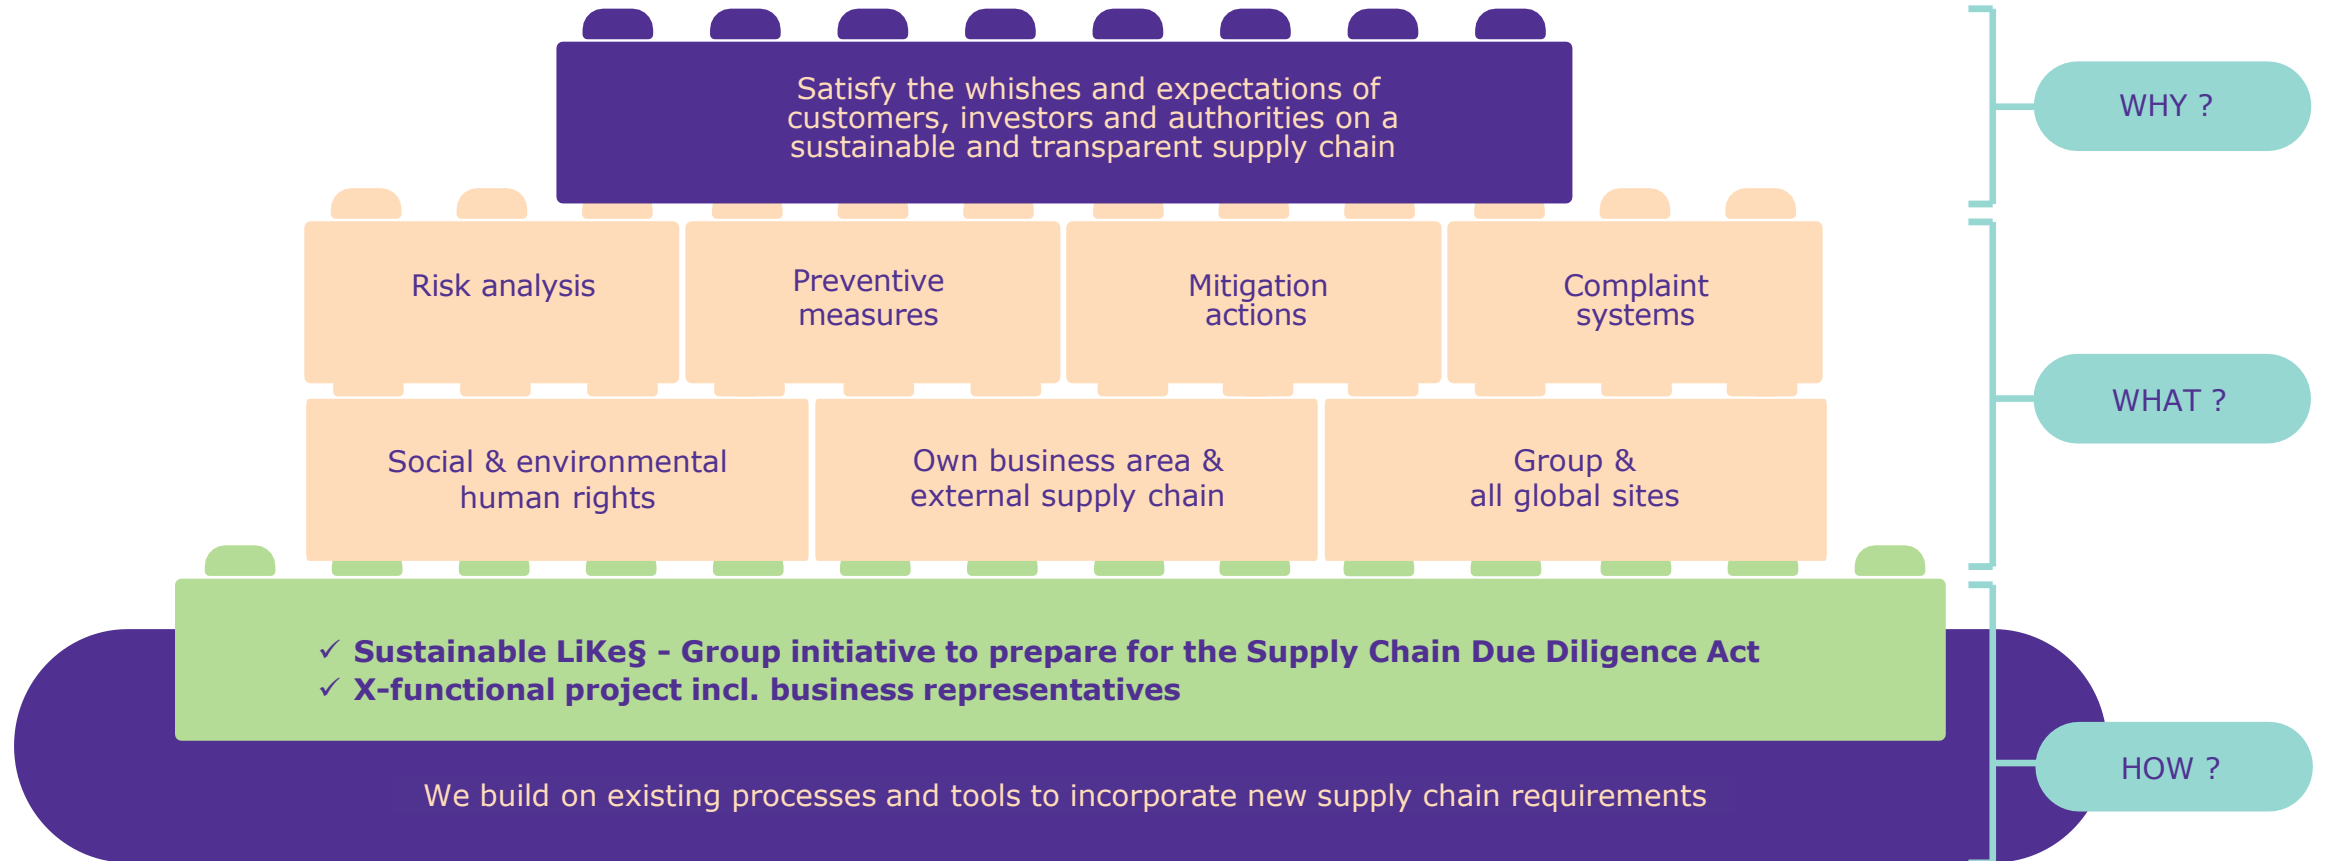 Satisfy the whishes and expectations of
customers, investors and authorities on a
sustainable and transparent supply chain
WHY ?
Risk analysis
Preventive
measures
Mitigation
actions
Complaint
systems
WHAT ?
Social & environmental
human rights
Own business area &
external supply chain
Group &
all global sites
✓ Sustainable LiKe§ – Group initiative to prepare for the Supply Chain Due Diligence Act
✓ X-functional project incl. business representatives
HOW ?
We build on existing processes and tools to incorporate new supply chain requirements